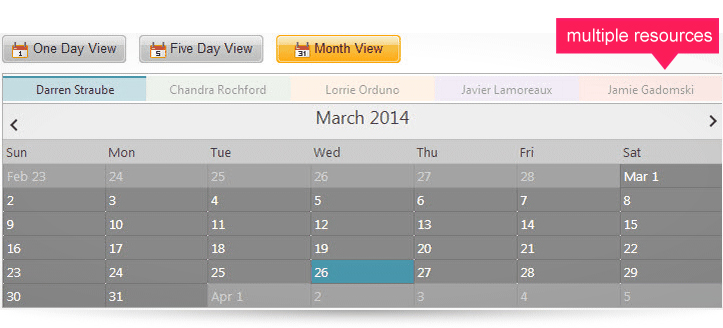 multiple resources
1 One Day View 5 Five Day View 31 Month View
Darren Straube Chandra Rochford Lorrie Orduno Javier Lamoreaux Jamie Gadomski
March 2014
Sun Mon Tue Wed Thu Fri Sat
Feb 23 24 25 26 27 28 Mar 1
2 3 4 5 6 7 8
9 10 11 12 13 14 15
16 17 18 19 20 21 22
23 24 25 26 27 28 29
30 31 Apr 1 2 3 4 5